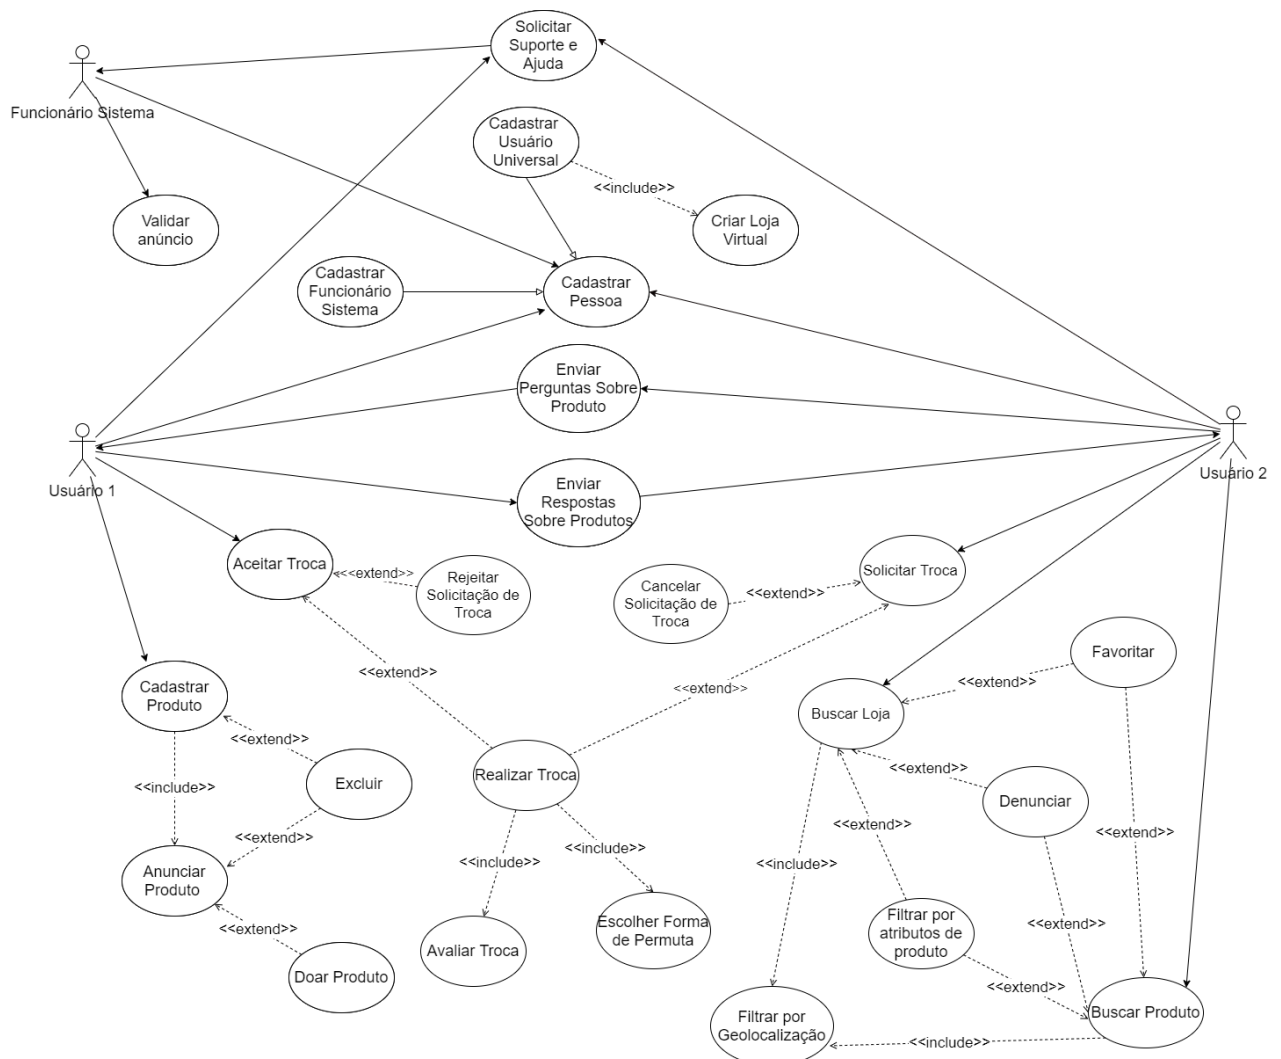 Solicitar
Suporte e
Ajuda
Funcionário Sistema
Cadastrar
Usuário
Universal
<<include>>
Validar
anúncio
Criar Loja
Virtual
Cadastrar
Funcionário
Sistema
Cadastrar
Pessoa
Enviar
Perguntas Sobre
Produto
Usuário 1
Usuário 2
Enviar
Respostas
Sobre Produtos
Aceitar Troca
<<extend>>
Rejeitar
Solicitação de
Troca
Cancelar
Solicitação de
Troca
<<extend>>
Solicitar Troca
<<extend>>
<<extend>>
<<extend>>
Favoritar
Cadastrar
Produto
Buscar Loja
<<extend>>
<<extend>>
Realizar Troca
Excluir
<<include>>
Denunciar
<<extend>>
<<extend>>
<<extend>>
<<include>>
<<include>>
<<include>>
Anunciar
Produto
<<extend>>
Escolher Forma
de Permuta
Filtrar por
atributos de
produto
<<extend>>
Avaliar Troca
Doar Produto
<<extend>>
Buscar Produto
Filtrar por
Geolocalização
<<include>>